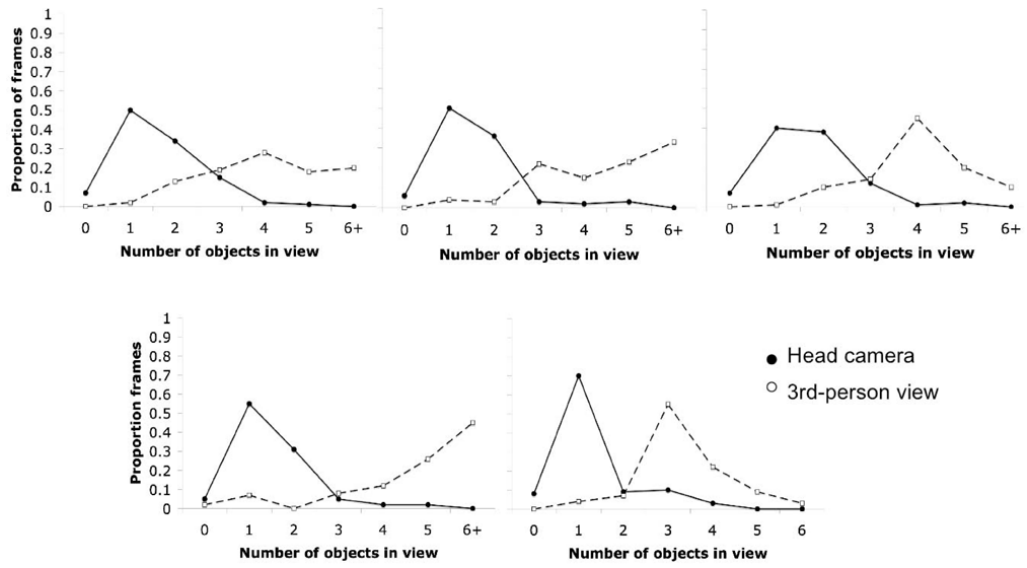 1
0.9
0.8
0.7
0.6
0.5
0.4
0.3
0.2
0.1
0
Proportion of frames
0 1 2 3 4 5 6+
Number of objects in view
0 1 2 3 4 5 6+
Number of objects in view
0 1 2 3 4 5 6+
Number of objects in view
1
0.9
0.8
0.7
0.6
0.5
0.4
0.3
0.2
0.1
0
Proportion frames
0 1 2 3 4 5 6+
Number of objects in view
0 1 2 3 4 5 6
Number of objects in view
Head camera
3rd-person view